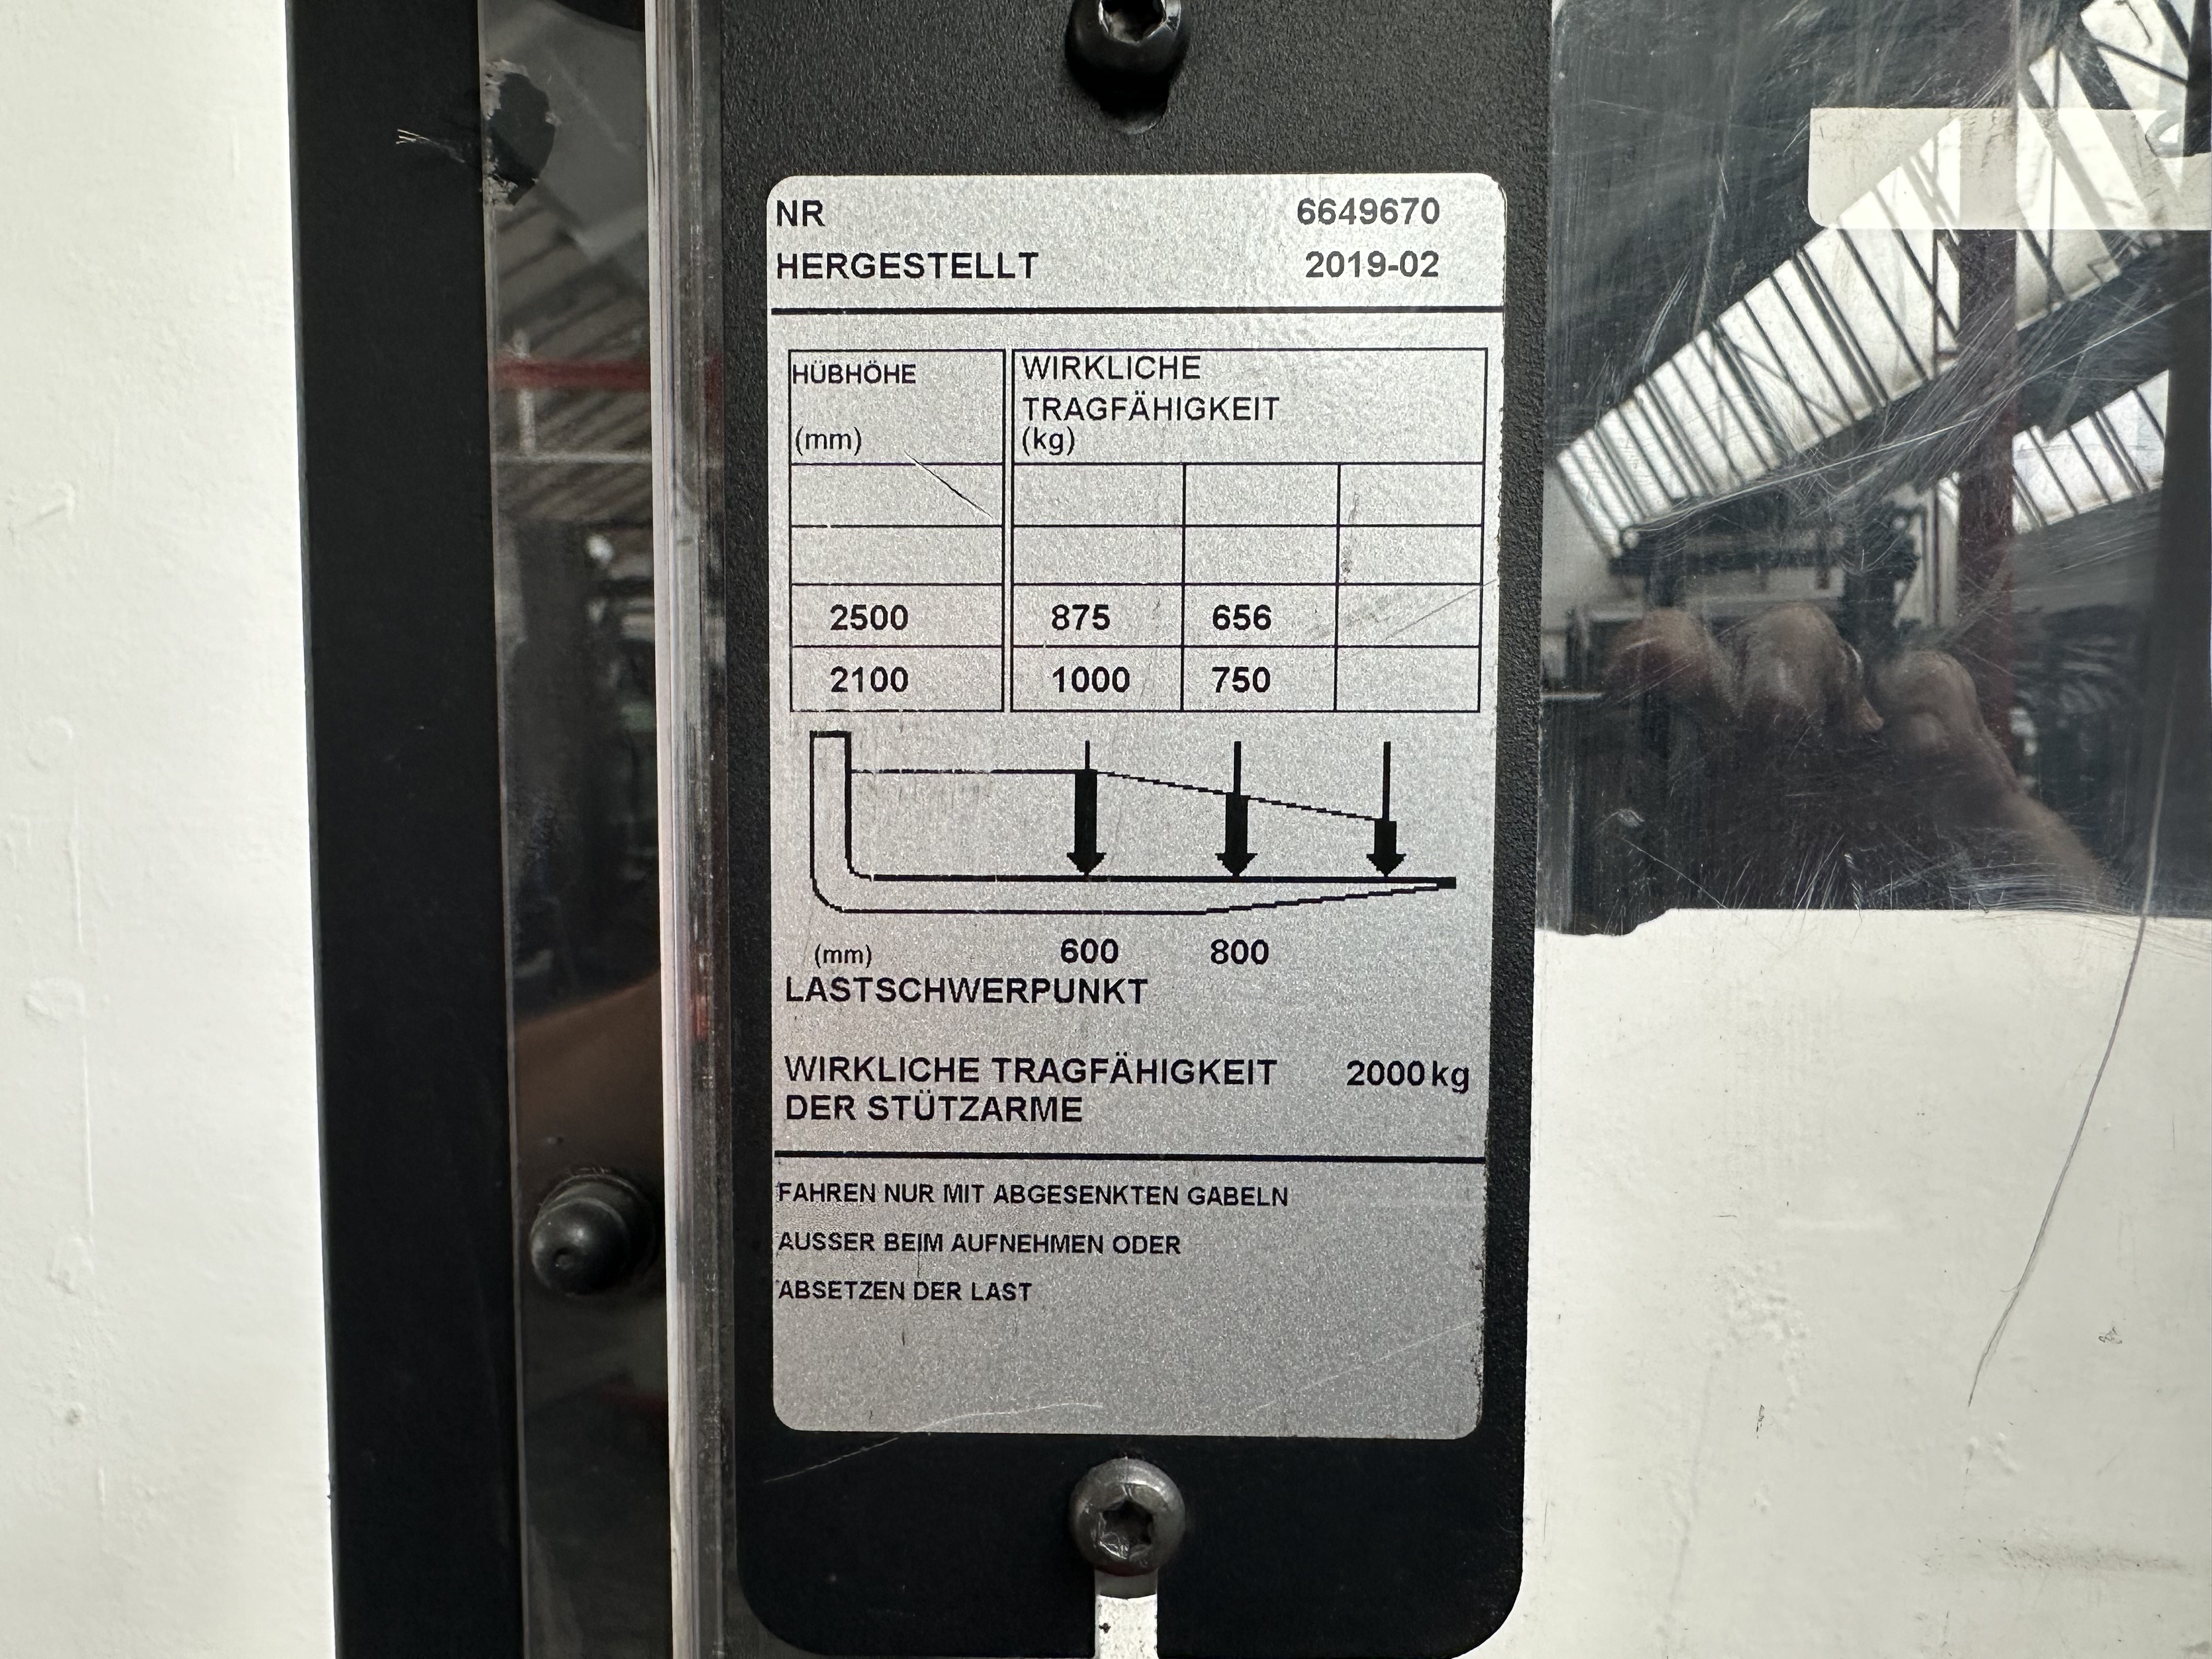 NR 6649670
HERGESTELLT 2019-02
HÜBHÖHE
WIRKLICHE
TRAGFÄHIGKEIT
(mm) (kg)
2500 875 656
2100 1000 750
(mm) 600 800
LASTSCHWERPUNKT
WIRKLICHE TRAGFÄHIGKEIT 2000 kg
DER STÜTZARME
FAHREN NUR MIT ABGESENKTEN GABELN
AUSSER BEIM AUFNEHMEN ODER
ABSETZEN DER LAST